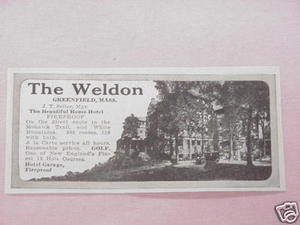 The Weldon
GREENFIELD, MASS.
J. T. Seller, Mgr.
The Beautiful Home Hotel
FIREPROOF
On the direct route to the
Mohawk Trail, and White
Mountains. 200 rooms, 125
with bath.
A la Carte service all hours.
Reasonable prices. GOLF.
One of New England's Fin-
est 18 Hole Courses.
Hotel Garage,
Fireproof